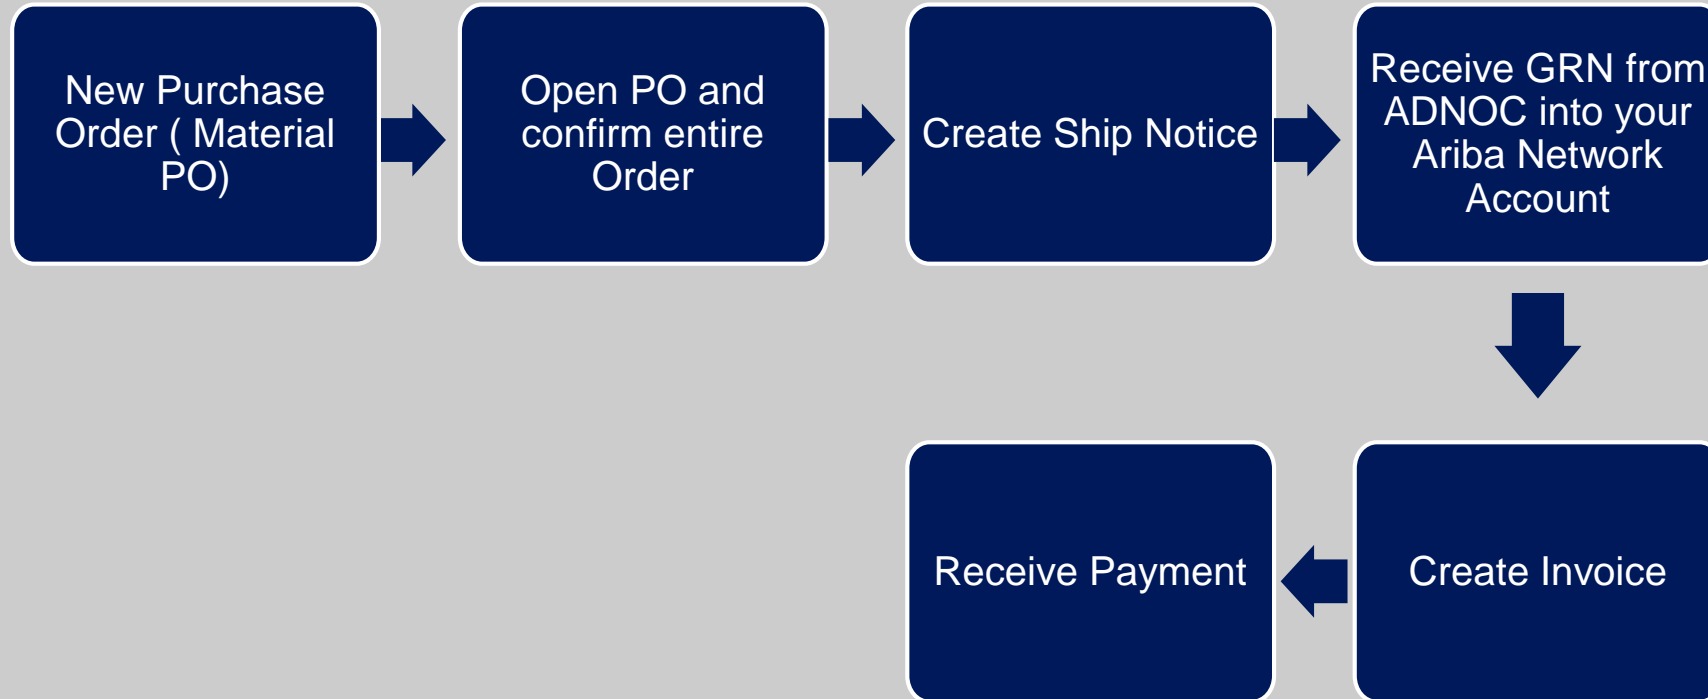 New Purchase
Order ( Material
PO)
Open PO and
confirm entire
Order
Create Ship Notice
Receive GRN from
ADNOC into your
Ariba Network
Account
Receive Payment
Create Invoice